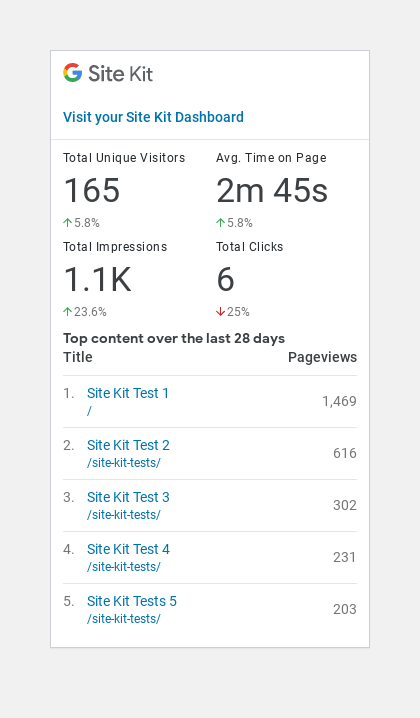 Site Kit
Visit your Site Kit Dashboard
Total Unique Visitors
165
5.8%
Avg. Time on Page
2m 45s
5.8%
Total Impressions
1.1K
23.6%
Total Clicks
6
25%
Top content over the last 28 days
Title Pageviews
1. Site Kit Test 1 1,469
/
2. Site Kit Test 2 616
/site-kit-tests/
3. Site Kit Test 3 302
/site-kit-tests/
4. Site Kit Test 4 231
/site-kit-tests/
5. Site Kit Tests 5 203
/site-kit-tests/